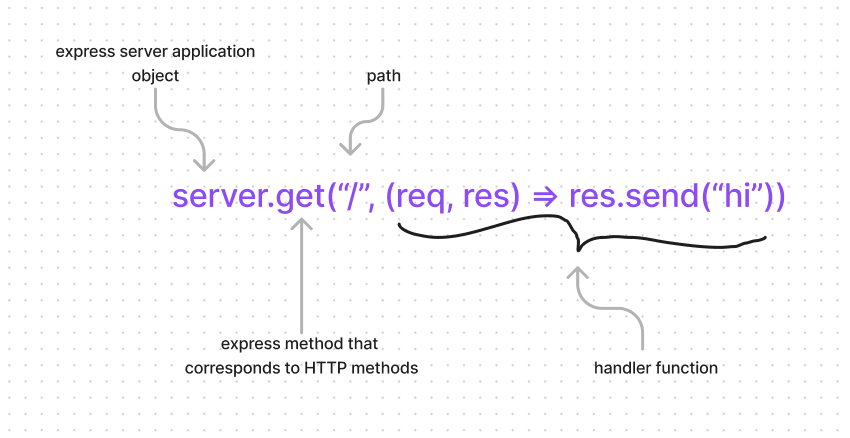 express server application
object
path
server.get(“/”, (req, res) => res.send(“hi”))
express method that
corresponds to HTTP methods
handler function